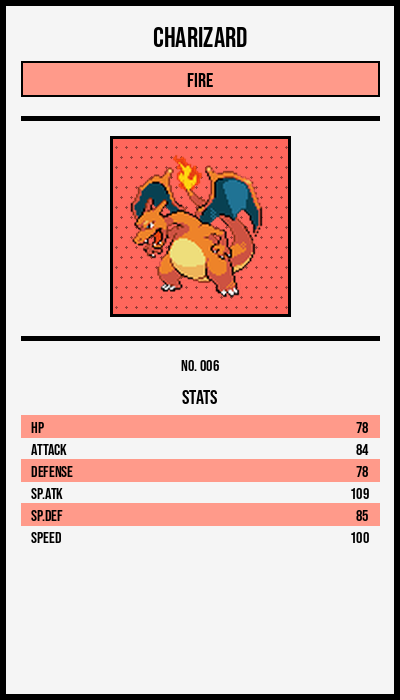 CHARIZARD
FIRE
NO. 006
STATS
HP 78
ATTACK 84
DEFENSE 78
SP.ATK 109
SP.DEF 85
SPEED 100